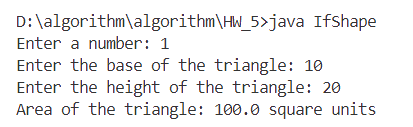 D:\algorithm\algorithm\HW_5>java IfShape
Enter a number: 1
Enter the base of the triangle: 10
Enter the height of the triangle: 20
Area of the triangle: 100.0 square units